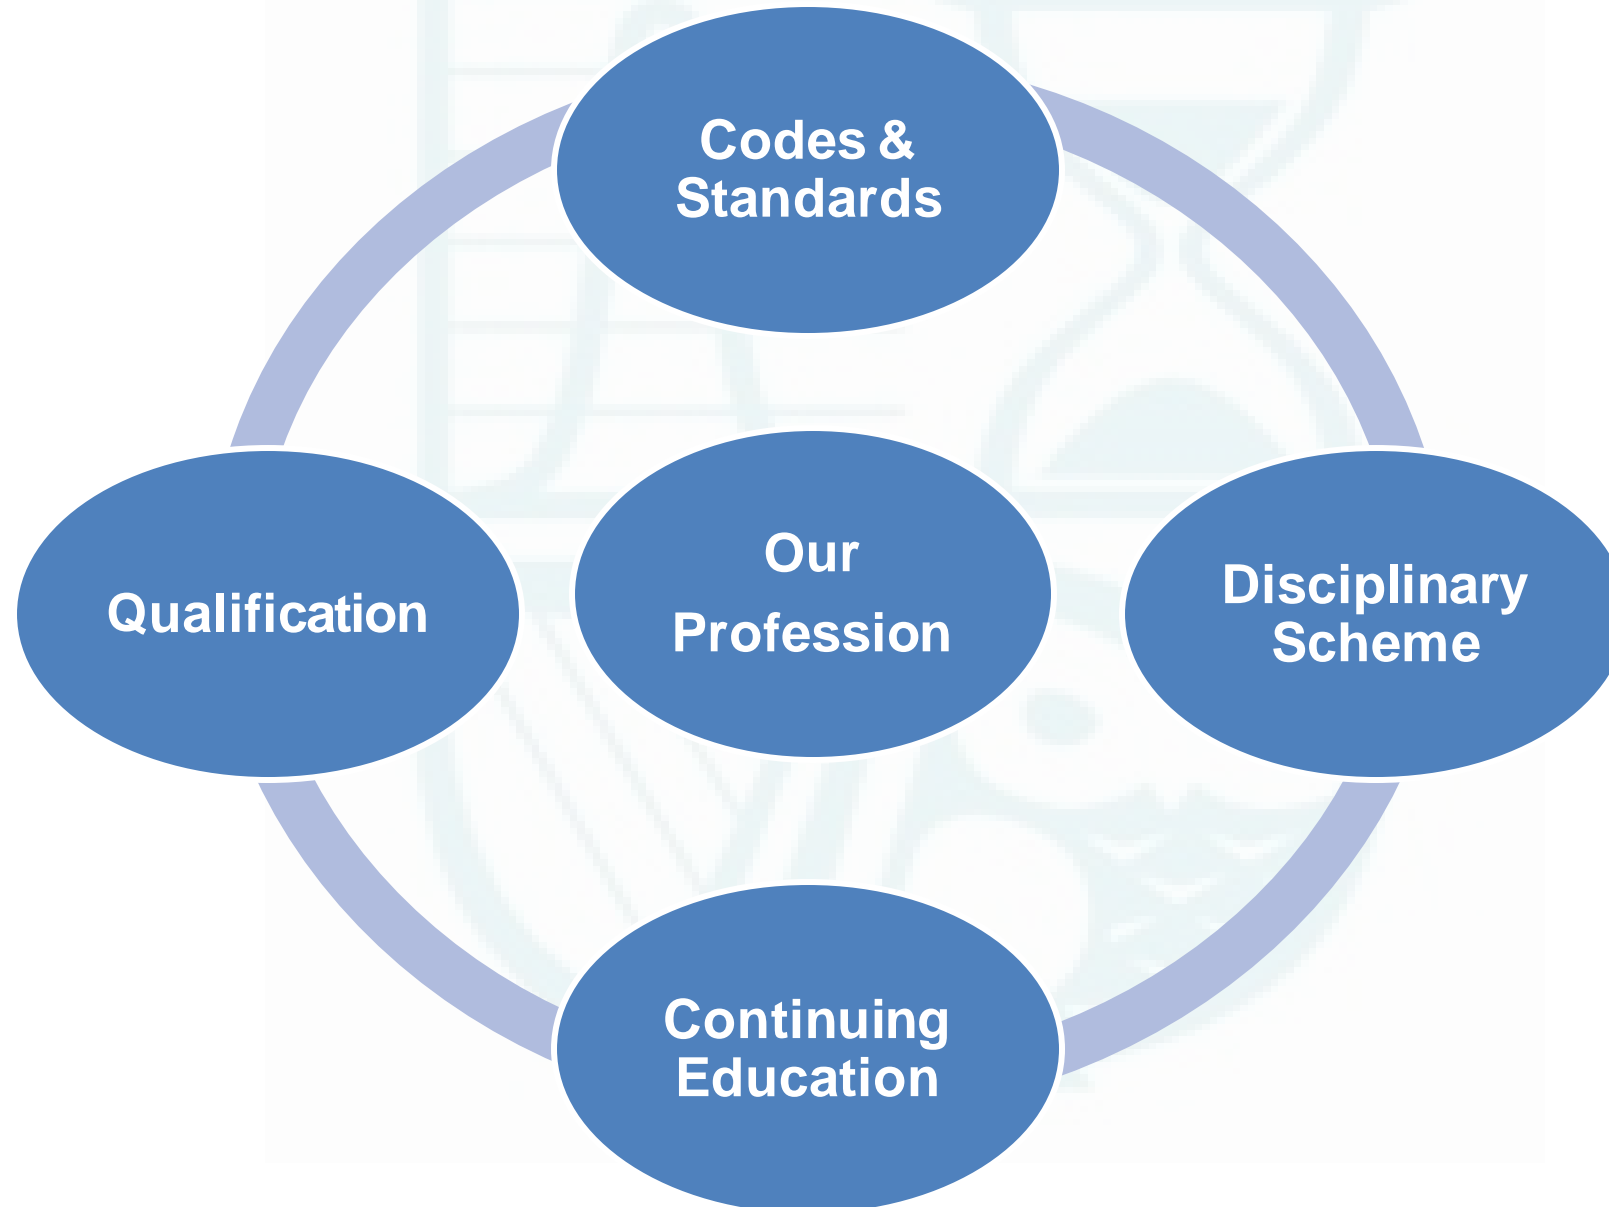 Codes &
Standards
Qualification
Our
Profession
Disciplinary
Scheme
Continuing
Education